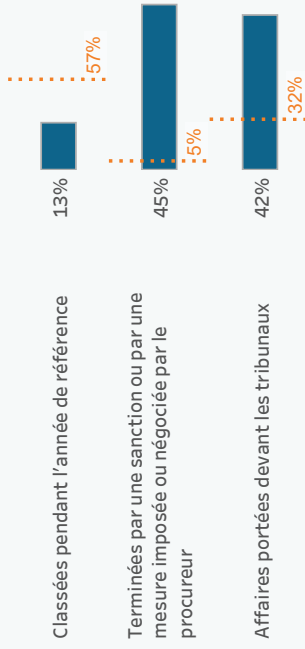 Classées pendant l'année de référence
13%
57%
Terminées par une sanction ou par une
mesure imposée ou négociée par le
procureur
45%
5%
Affaires portées devant les tribunaux
42%
32%